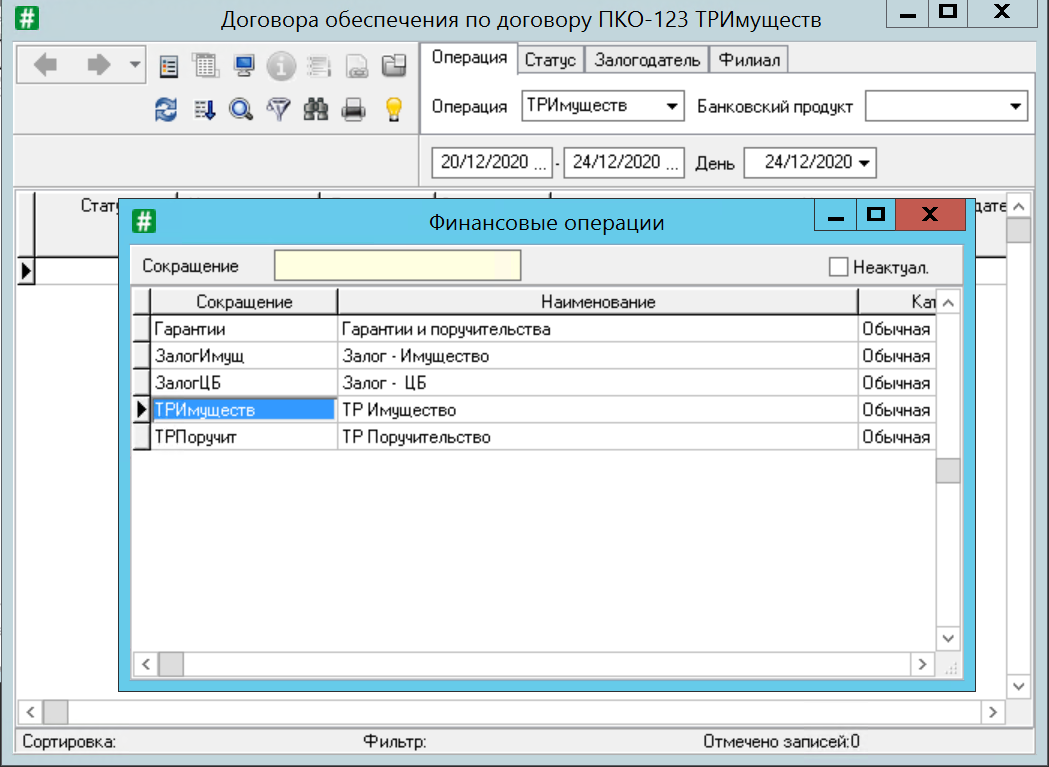 Договора обеспечения по договору ПКО-123 ТРИмуществ
Операция Статус Залогодатель Филиал
Операция ТРИмуществ Банковский продукт
20/12/2020 ... - 24/12/2020 ... День 24/12/2020
Финансовые операции
Сокращение Неактуал.
Сокращение Наименование Кат
Гарантии Гарантии и поручительства Обычная
ЗалогИмущ Залог - Имущество Обычная
ЗалогЦБ Залог - ЦБ Обычная
ТРИмуществ ТР Имущество Обычная
ТРПоручит ТР Поручительство Обычная
Сортировка: Фильтр: Отмечено записей:0